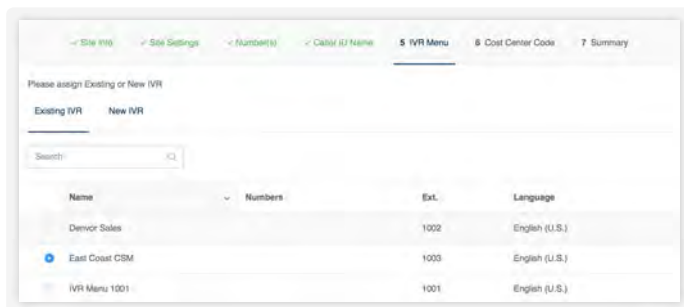 ✓ Site Info ✓ Site Settings ✓ Number(s) ✓ Caller ID Name 5 IVR Menu 6 Cost Center Code 7 Summary
Please assign Existing or New IVR
Existing IVR New IVR
Search
Name Numbers Ext. Language
Denver Sales 1002 English (U.S.)
East Coast CSM 1003 English (U.S.)
IVR Menu 1001 1001 English (U.S.)